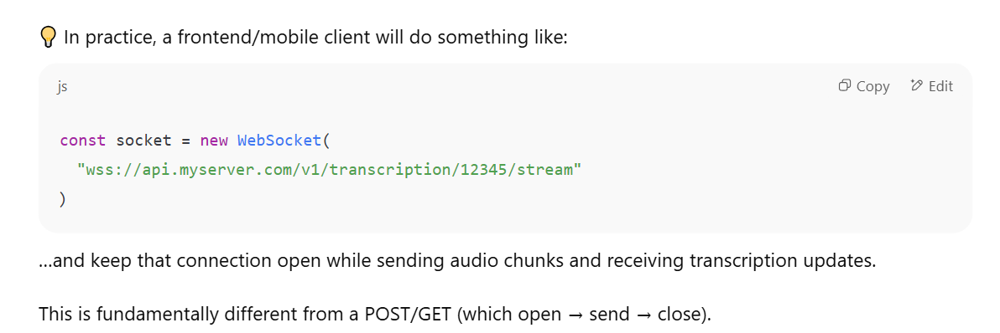 💡 In practice, a frontend/mobile client will do something like:
js
Copy
Edit
const socket = new WebSocket(
"wss://api.myserver.com/v1/transcription/12345/stream"
)
...and keep that connection open while sending audio chunks and receiving transcription updates.
This is fundamentally different from a POST/GET (which open → send → close).